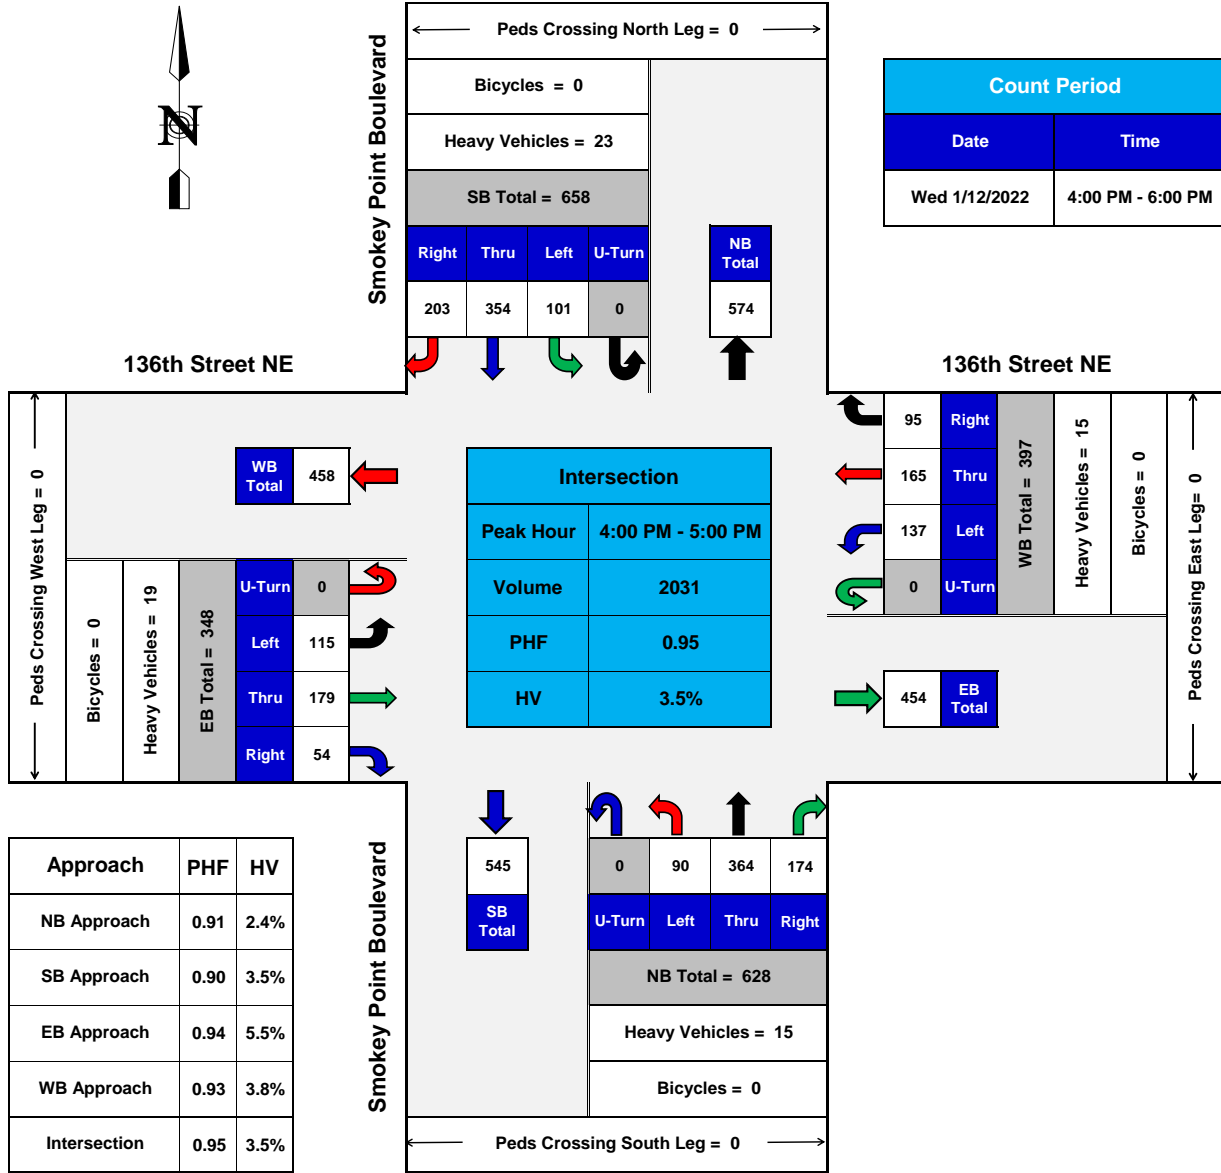 Peds Crossing North Leg = 0
Smokey Point Boulevard
Bicycles = 0
Heavy Vehicles = 23
SB Total = 658
Right Thru Left U-Turn
203 354 101 0
NB Total
574
N
Count Period
Date Time
Wed 1/12/2022 4:00 PM - 6:00 PM
136th Street NE
136th Street NE
Peds Crossing West Leg = 0
WB Total 458
Bicycles = 0
Heavy Vehicles = 19
EB Total = 348
U-Turn 0
Left 115
Thru 179
Right 54
Intersection
Peak Hour 4:00 PM - 5:00 PM
Volume 2031
PHF 0.95
HV 3.5%
95 Right
165 Thru
137 Left
0 U-Turn
WB Total = 397
Heavy Vehicles = 15
Bicycles = 0
Peds Crossing East Leg= 0
454 EB Total
Approach PHF HV
NB Approach 0.91 2.4%
SB Approach 0.90 3.5%
EB Approach 0.94 5.5%
WB Approach 0.93 3.8%
Intersection 0.95 3.5%
Smokey Point Boulevard
545
SB Total
0 90 364 174
U-Turn Left Thru Right
NB Total = 628
Heavy Vehicles = 15
Bicycles = 0
Peds Crossing South Leg = 0